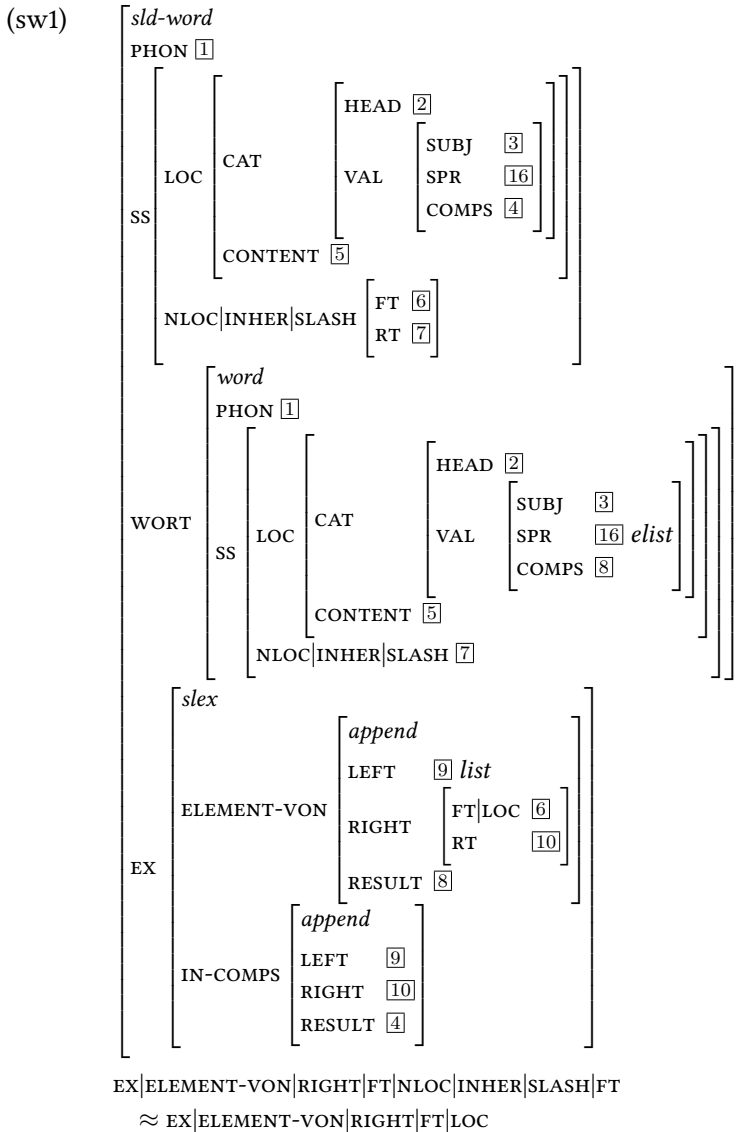 (sw1)
sld-word
PHON 1
SS
LOC
CAT
HEAD 2
VAL
SUBJ 3
SPR 16
COMPS 4
CONTENT 5
NLOC|INHER|SLASH
FT 6
RT 7
WORT
word
PHON 1
SS
LOC
CAT
HEAD 2
VAL
SUBJ 3
SPR 16 elist
COMPS 8
CONTENT 5
NLOC|INHER|SLASH 7
EX
slex
ELEMENT-VON
append
LEFT 9 list
RIGHT
FT|LOC 6
RT 10
RESULT 8
IN-COMPS
append
LEFT 9
RIGHT 10
RESULT 4
EX|ELEMENT-VON|RIGHT|FT|NLOC|INHER|SLASH|FT
≈ EX|ELEMENT-VON|RIGHT|FT|LOC